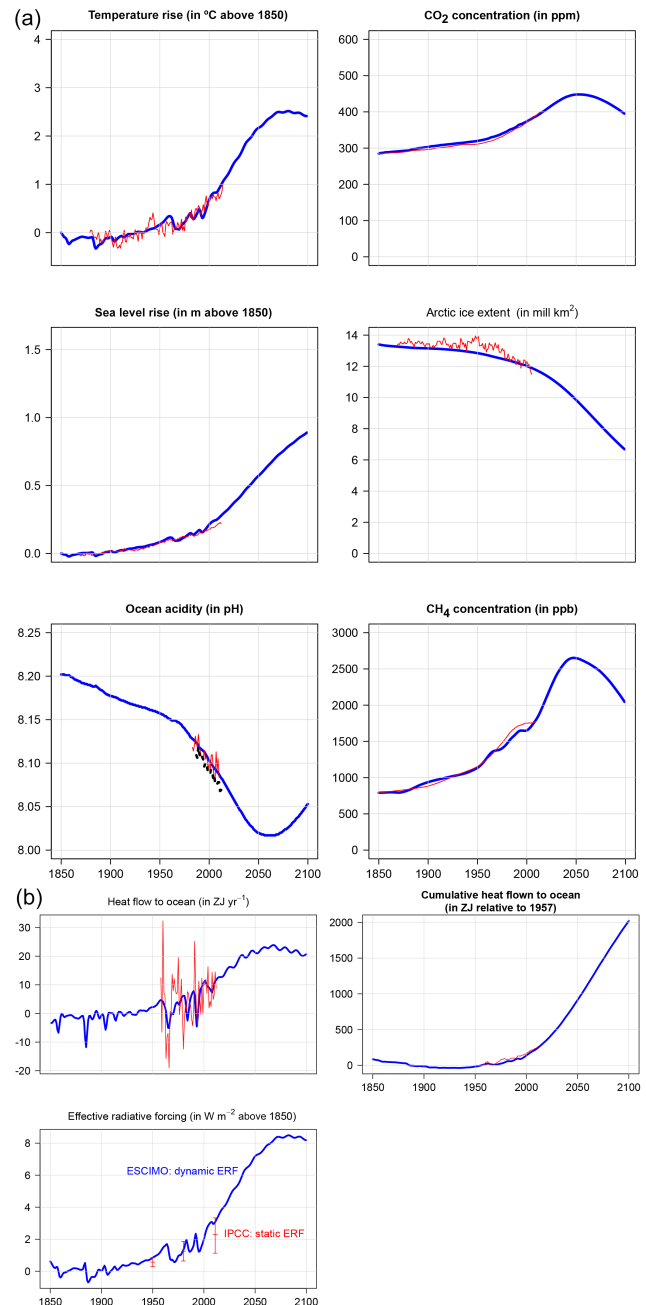 (a)
Temperature rise (in ºC above 1850)
4
3
2
1
0
CO2 concentration (in ppm)
600
500
400
300
200
100
0
Sea level rise (in m above 1850)
1.5
1.0
0.5
0.0
Arctic ice extent (in mill km²)
14
12
10
8
6
4
2
0
Ocean acidity (in pH)
8.25
8.20
8.15
8.10
8.05
8.00
1850 1900 1950 2000 2050 2100
CH4 concentration (in ppb)
3000
2500
2000
1500
1000
500
0
1850 1900 1950 2000 2050 2100
(b)
Heat flow to ocean (in ZJ yr⁻¹)
30
20
10
0
-10
-20
Cumulative heat flown to ocean
(in ZJ relative to 1957)
2000
1500
1000
500
0
1850 1900 1950 2000 2050 2100
Effective radiative forcing (in W m⁻² above 1850)
8
6
4
2
0
ESCIMO: dynamic ERF
IPCC: static ERF
1850 1900 1950 2000 2050 2100